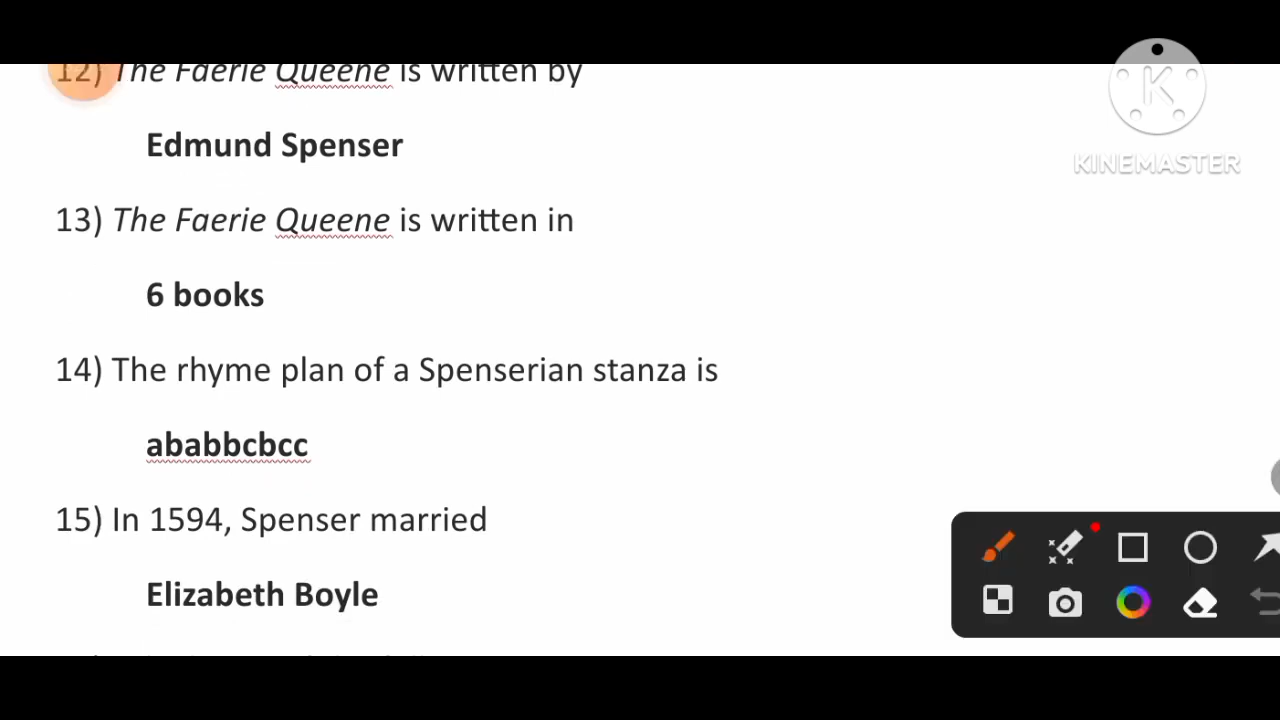 12) The Faerie Queene is written by
KINEMASTER
Edmund Spenser
13) The Faerie Queene is written in
6 books
14) The rhyme plan of a Spenserian stanza is
ababbcbcc
15) In 1594, Spenser married
Elizabeth Boyle